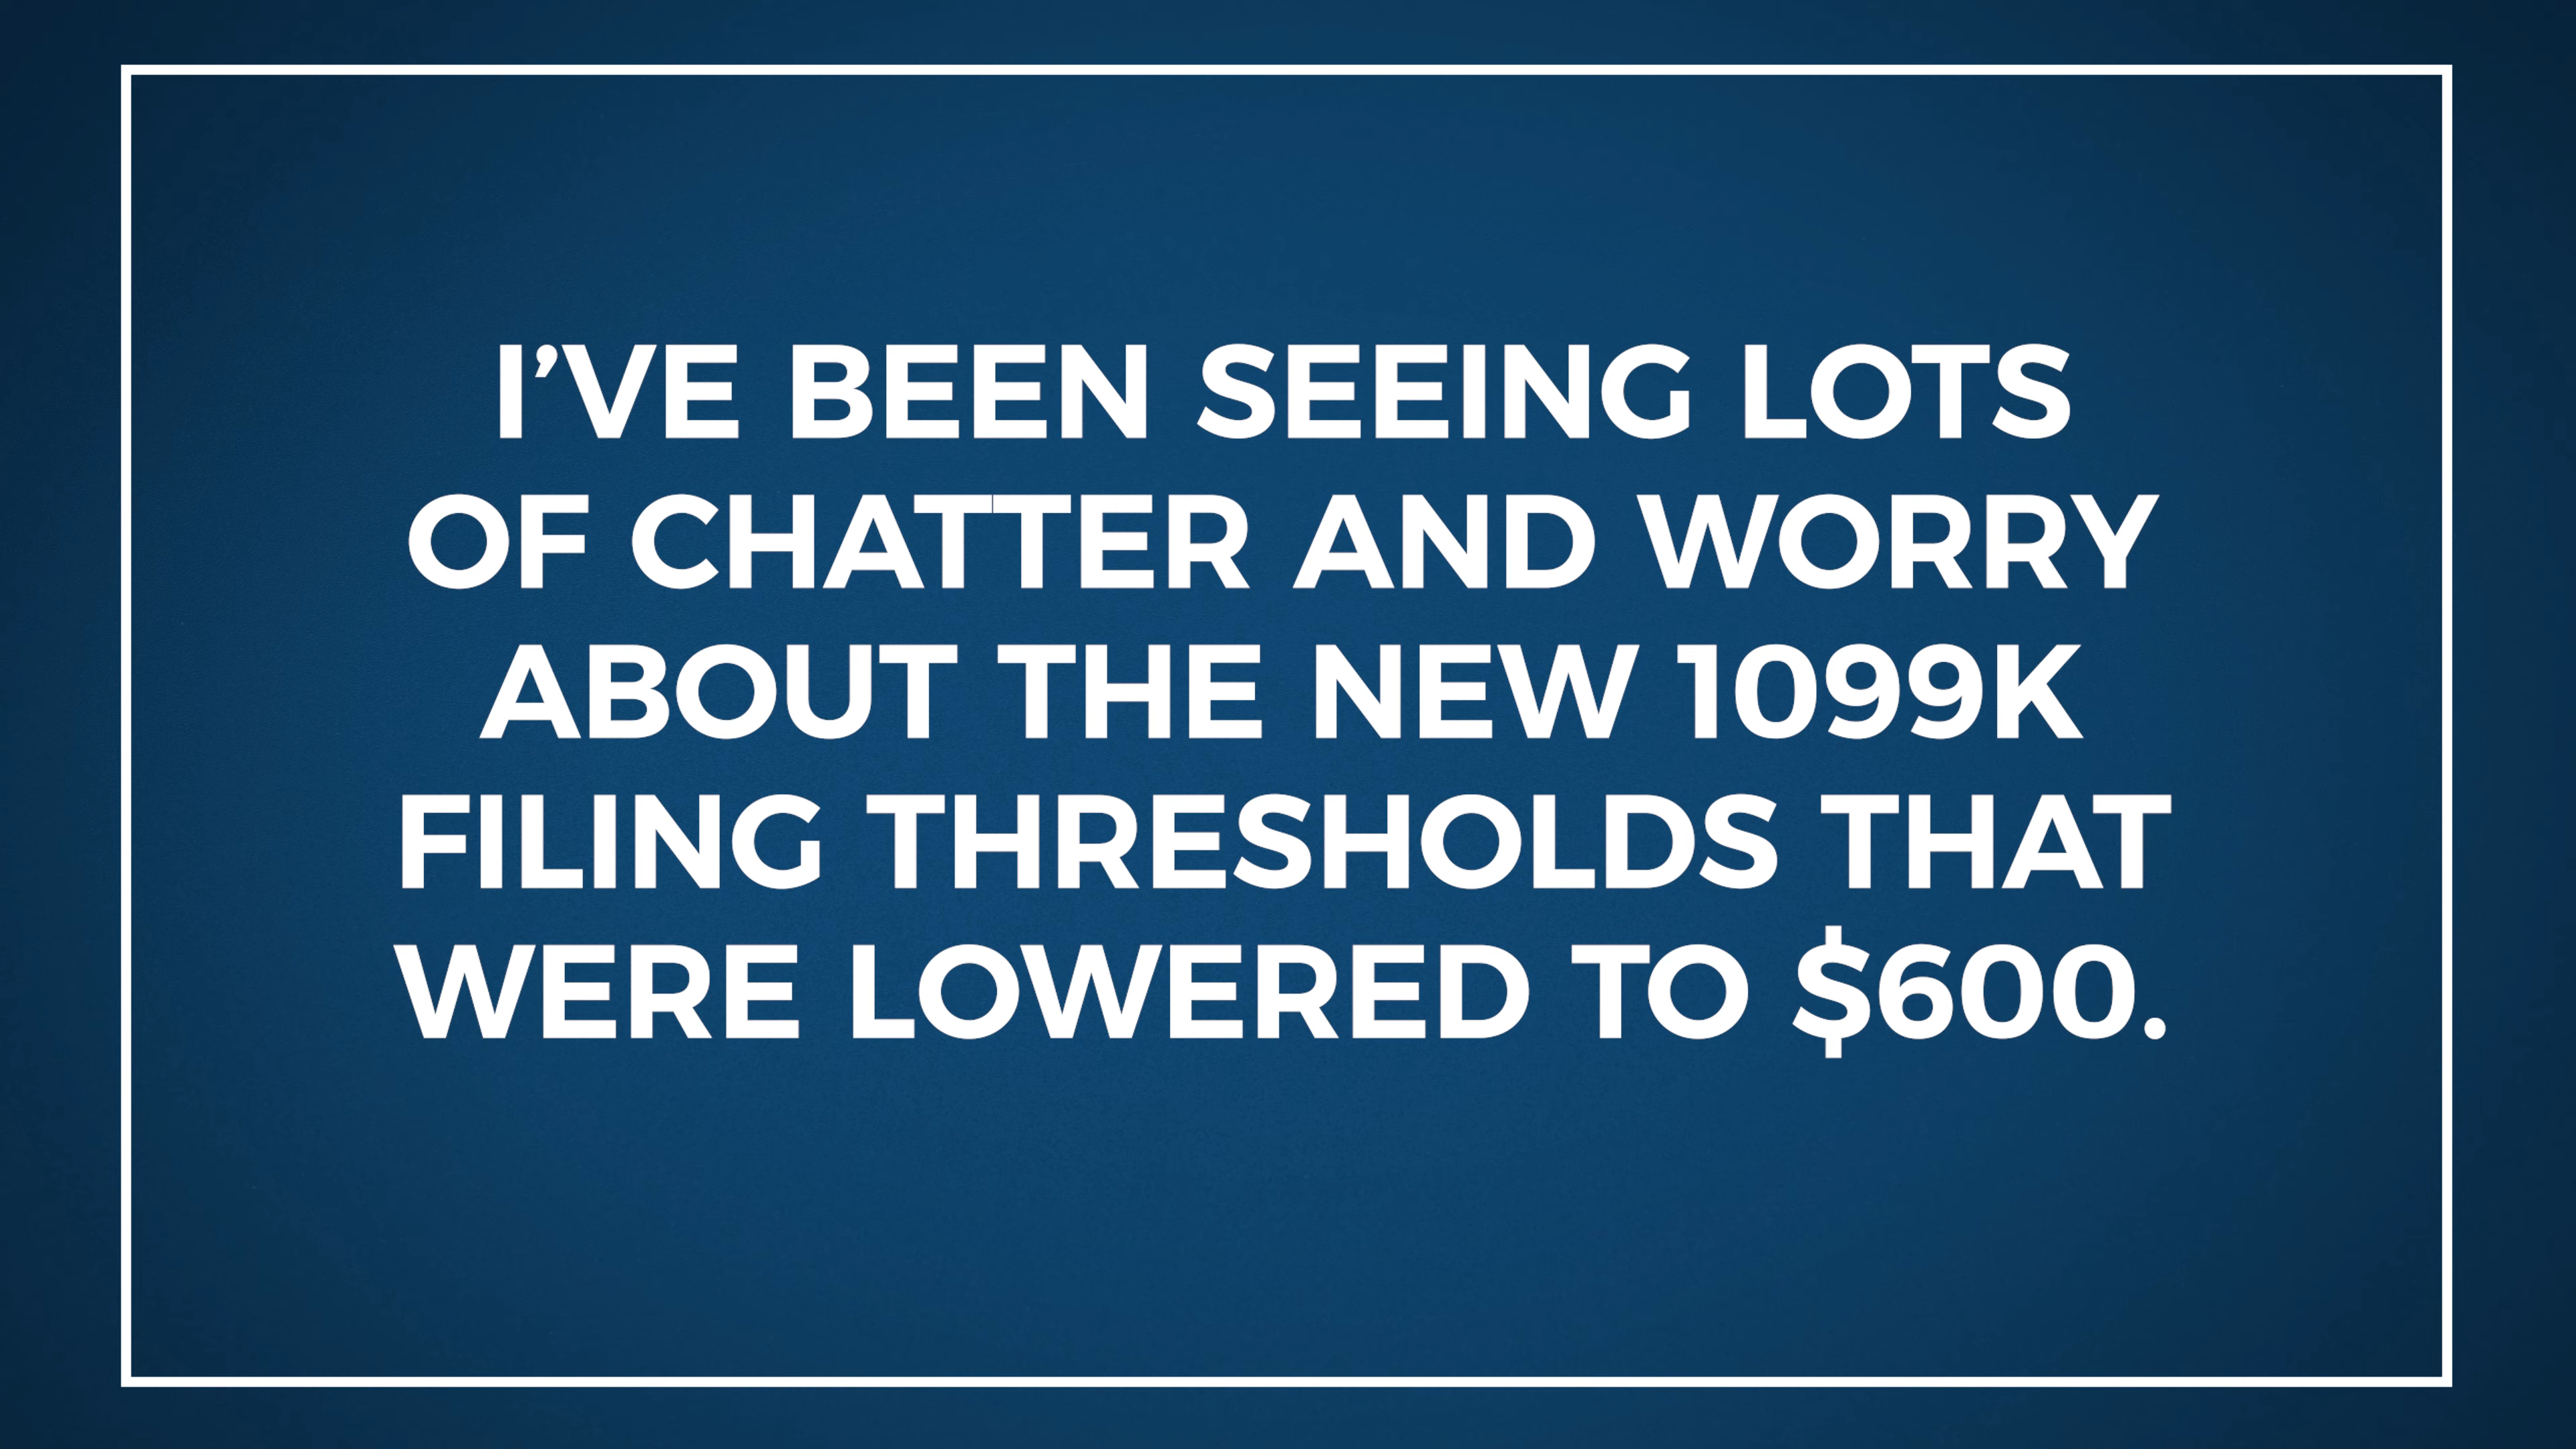 I’VE BEEN SEEING LOTS
OF CHATTER AND WORRY
ABOUT THE NEW 1099K
FILING THRESHOLDS THAT
WERE LOWERED TO $600.